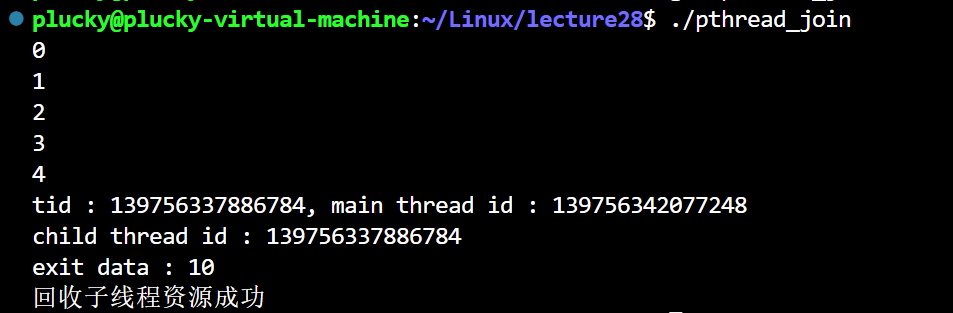 plucky@plucky-virtual-machine:~/Linux/lecture28$ ./pthread_join
0
1
2
3
4
tid : 139756337886784, main thread id : 139756342077248
child thread id : 139756337886784
exit data : 10
回收子线程资源成功